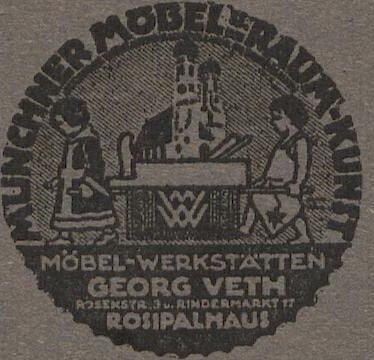 MÜNCHNER MÖBEL U. RAUM-KUNST
MÖBEL-WERKSTÄTTEN
GEORG VETH
ROSENSTR. 3 U. RINDERMARKT 17
ROSIPALHAUS